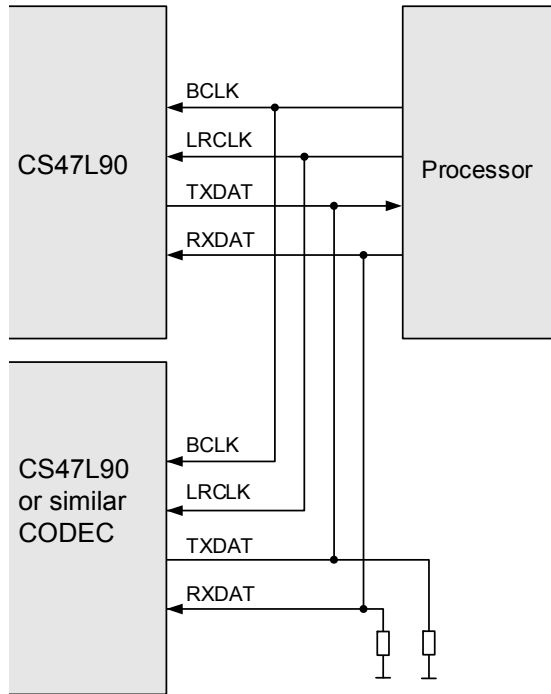 CS47L90
BCLK
LRCLK
TXDAT
RXDAT
Processor
CS47L90
or similar
CODEC
BCLK
LRCLK
TXDAT
RXDAT